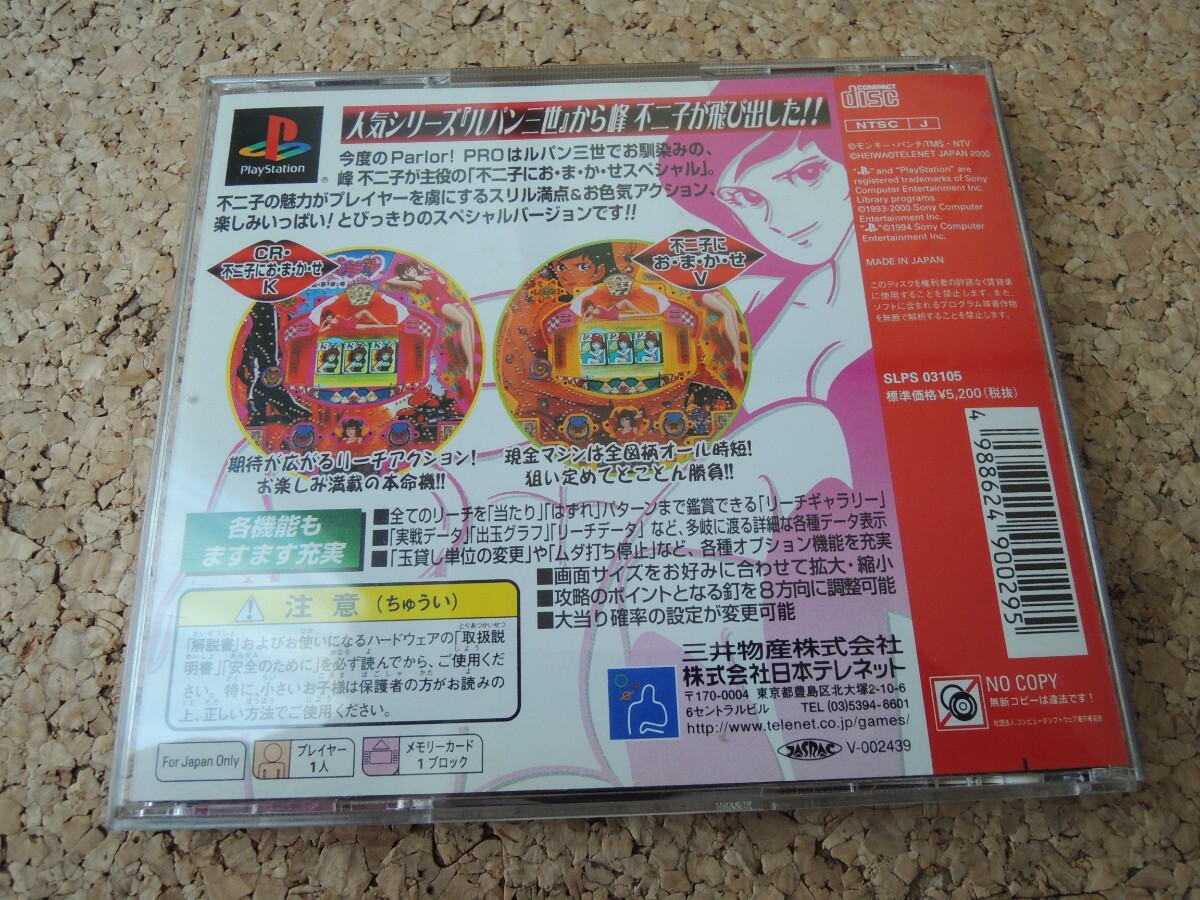 人気シリーズ『ルパン三世』から峰 不二子が飛び出した!!
PlayStation
®
今度のParlor! PROはルパン三世でお馴染みの、
峰 不二子が主役の「不二子にお・ま・か・せスペシャル」。
不二子の魅力がプレイヤーを虜にするスリル満点&お色気アクション、
楽しみいっぱい! とびっきりのスペシャルバージョンです!!
CR・
不二子にお・ま・か・せ
K
不二子に
お・ま・か・せ
V
期待が広がるリーチアクション!
お楽しみ満載の本命機!!
現金マシンは全図柄オール時短!
狙い定めてとことん勝負!!
各機能も
ますます充実
■全てのリーチを「当たり」「はずれ」パターンまで鑑賞できる「リーチギャラリー」
■「実戦データ」「出玉グラフ」「リーチデータ」など、多岐に渡る詳細な各種データ表示
■「玉貸し単位の変更」や「ムダ打ち停止」など、各種オプション機能を充実
■画面サイズをお好みに合わせて拡大・縮小
■攻略のポイントとなる釘を8方向に調整可能
■大当り確率の設定が変更可能
注意(ちゅうい)
「解説書」およびお使いになるハードウェアの「取扱説
明書」「安全のために」を必ず読んでから、ご使用くだ
さい。特に、小さいお子様は保護者の方がお読みの
上、正しい方法でご使用ください。
For Japan Only
プレイヤー
1人
メモリーカード
1ブロック
三井物産株式会社
株式会社日本テレネット
〒170-0004 東京都豊島区北大塚2-10-6
6セントラルビル TEL (03)5394-6601
http://www.telenet.co.jp/games/
JASRAC V-002439
COMPACT
disc
NTSC J
©モンキー・パンチ/TMS・NTV
©HEIWA©TELENET JAPAN 2000
" " and "PlayStation" are
registered trademarks of Sony
Computer Entertainment Inc.
Library programs
©1993-2000 Sony Computer
Entertainment Inc.
" "©1994 Sony Computer
Entertainment Inc.
MADE IN JAPAN
このディスクを権利者の許諾なく賃貸業
に使用することを禁止します。また、
ソフトに含まれるプログラム等著作物
を無断で解析することを禁止します。
SLPS 03105
標準価格¥5,200(税抜)
4 988624 900295
NO COPY
無断コピーは違法です!
社団法人コンピュータソフトウェア著作権協会